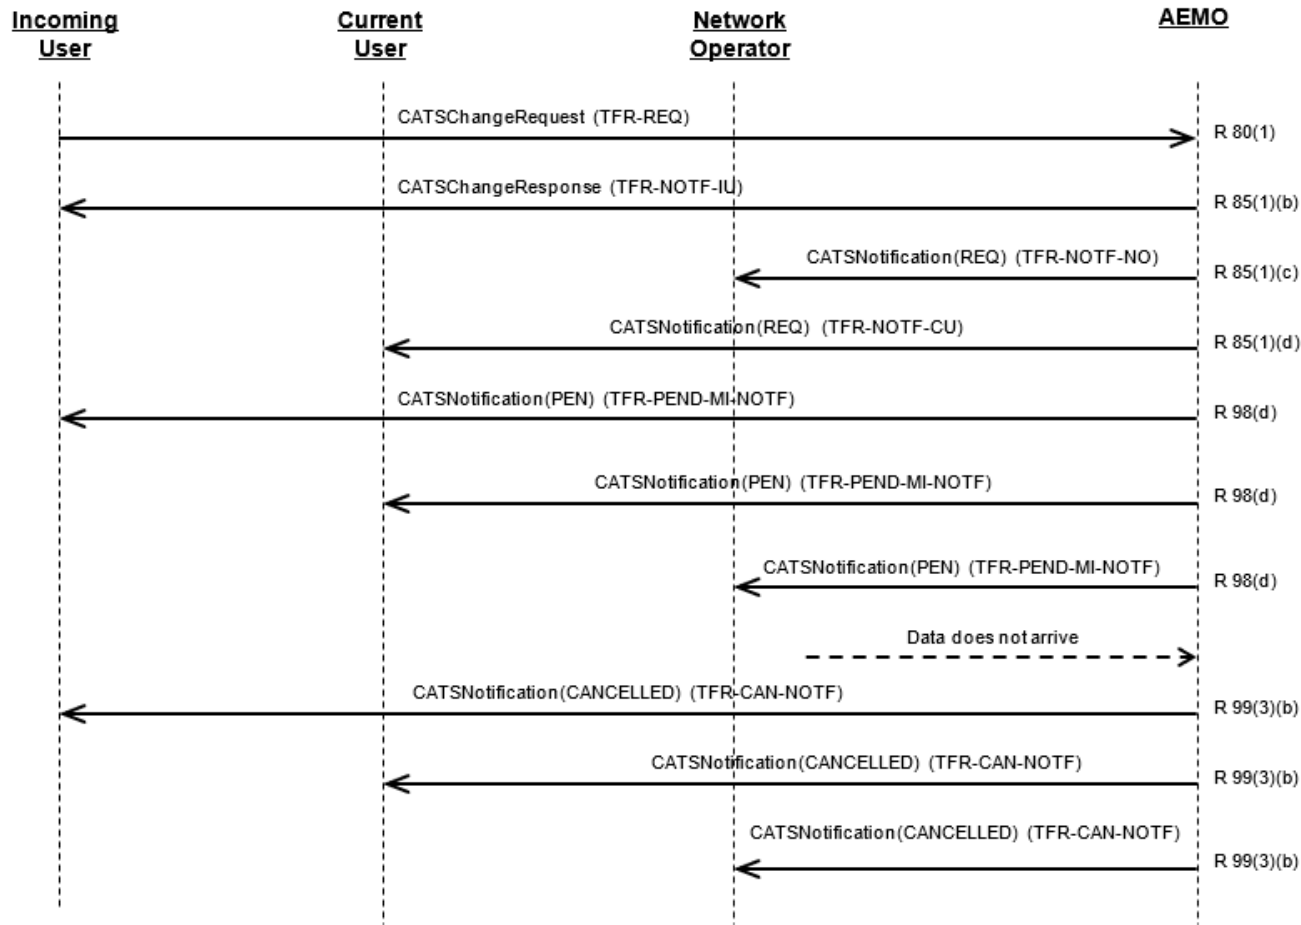 Incoming
User
Current
User
Network
Operator
AEMO
CATSChangeRequest (TFR-REQ)
R 80(1)
CATSChangeResponse (TFR-NOTF-IU)
R 85(1)(b)
CATSNotification(REQ) (TFR-NOTF-NO)
R 85(1)(c)
CATSNotification(REQ) (TFR-NOTF-CU)
R 85(1)(d)
CATSNotification(PEN) (TFR-PEND-MI-NOTF)
R 98(d)
CATSNotification(PEN) (TFR-PEND-MI-NOTF)
R 98(d)
CATSNotification(PEN) (TFR-PEND-MI-NOTF)
R 98(d)
Data does not arrive
CATSNotification(CANCELLED) (TFR-CAN-NOTF)
R 99(3)(b)
CATSNotification(CANCELLED) (TFR-CAN-NOTF)
R 99(3)(b)
CATSNotification(CANCELLED) (TFR-CAN-NOTF)
R 99(3)(b)